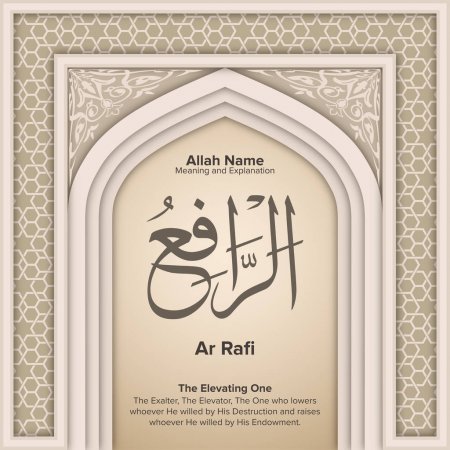 Allah Name
Meaning and Explanation
الرَّافِعُ
Ar Rafi
The Elevating One
The Exalter, The Elevator, The One who lowers
whoever He willed by His Destruction and raises
whoever He willed by His Endowment.